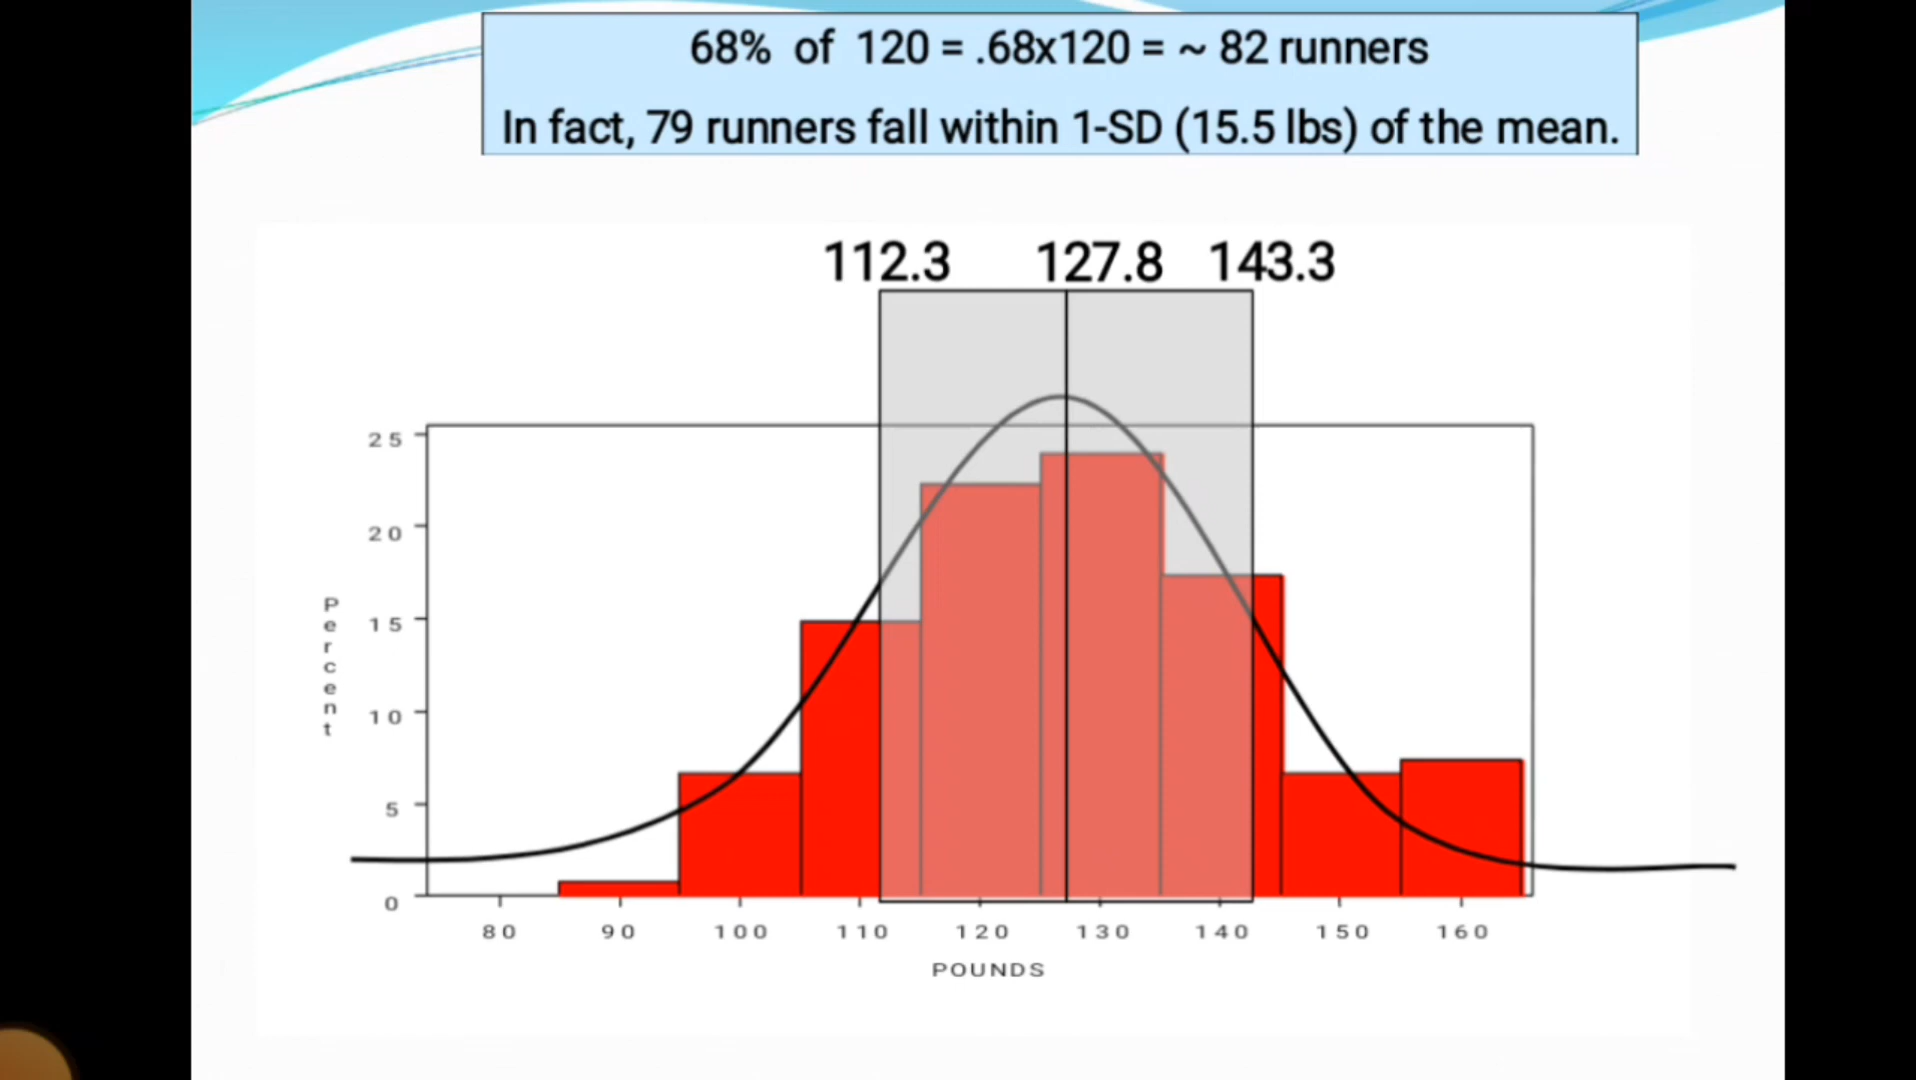 68% of 120 = .68x120 = ~ 82 runners
In fact, 79 runners fall within 1-SD (15.5 lbs) of the mean.
112.3 127.8 143.3
25
20
15
10
5
0
Percent
80 90 100 110 120 130 140 150 160
POUNDS